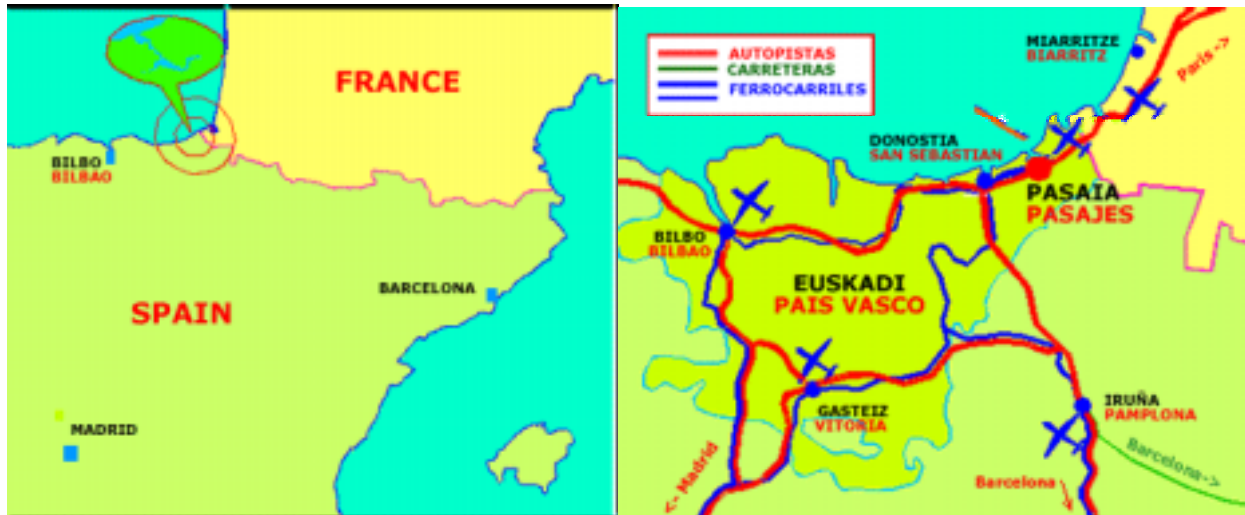 FRANCE
BILBO
BILBAO
BARCELONA
SPAIN
MADRID
AUTOPISTAS
CARRETERAS
FERROCARRILES
MIARRITZE
BIARRITZ
Paris ->
DONOSTIA
SAN SEBASTIAN
PASAIA
PASAJES
BILBO
BILBAO
EUSKADI
PAIS VASCO
GASTEIZ
VITORIA
IRUÑA
PAMPLONA
<- Madrid
Barcelona
Barcelona->